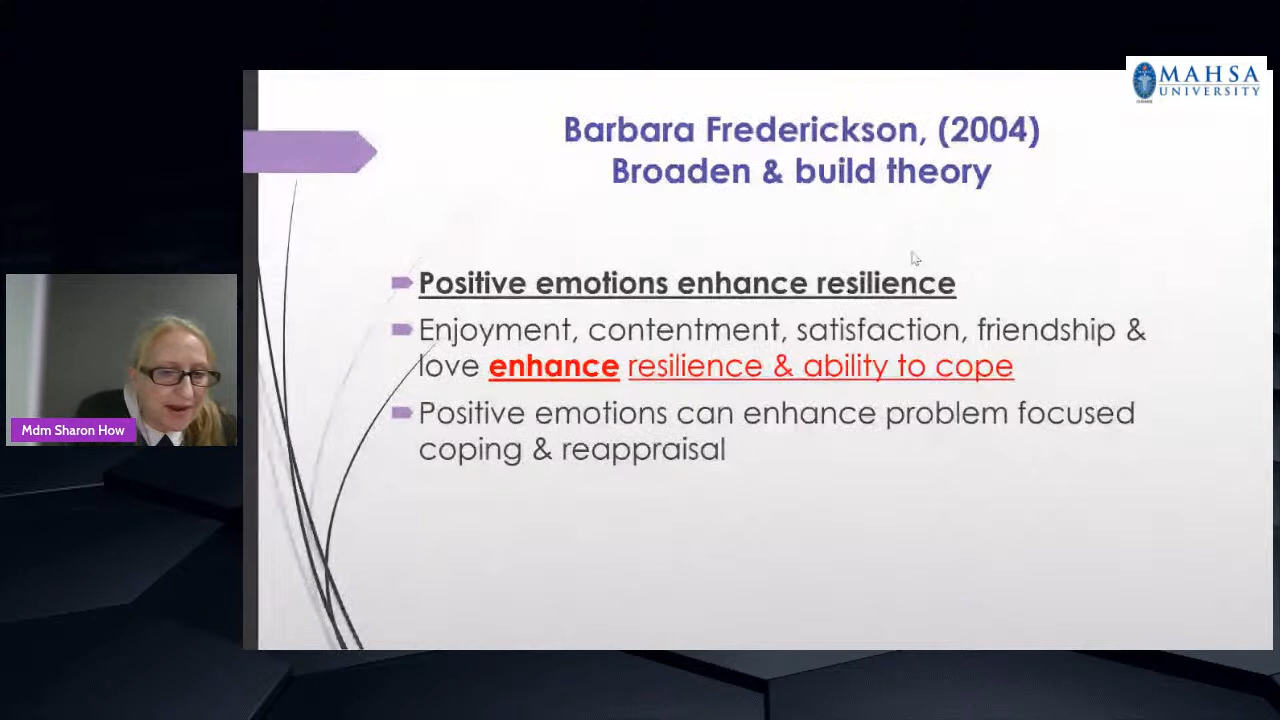 MAHSA
UNIVERSITY
Barbara Frederickson, (2004)
Broaden & build theory
Positive emotions enhance resilience
Enjoyment, contentment, satisfaction, friendship &
love enhance resilience & ability to cope
Positive emotions can enhance problem focused
coping & reappraisal
Mdm Sharon How